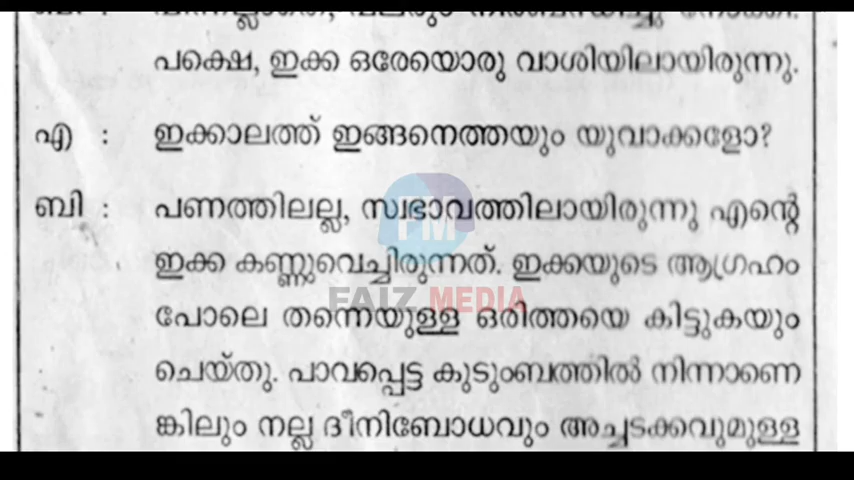 പക്ഷെ, ഇക്ക ഒരേയൊരു വാശിയിലായിരുന്നു.
എ : ഇക്കാലത്ത് ഇങ്ങനെത്തയും യുവാക്കളോ?
ബി : പണത്തിലല്ല, സ്വഭാവത്തിലായിരുന്നു എന്റെ
ഇക്ക കണ്ണുവെച്ചിരുന്നത്. ഇക്കയുടെ ആഗ്രഹം
FM
FAIZ MEDIA
പോലെ തന്നെയുള്ള ഒരിത്തയെ കിട്ടുകയും
ചെയ്തു. പാവപ്പെട്ട കുടുംബത്തിൽ നിന്നാണെ
ങ്കിലും നല്ല ദീനിബോധവും അച്ചടക്കവുമുള്ള